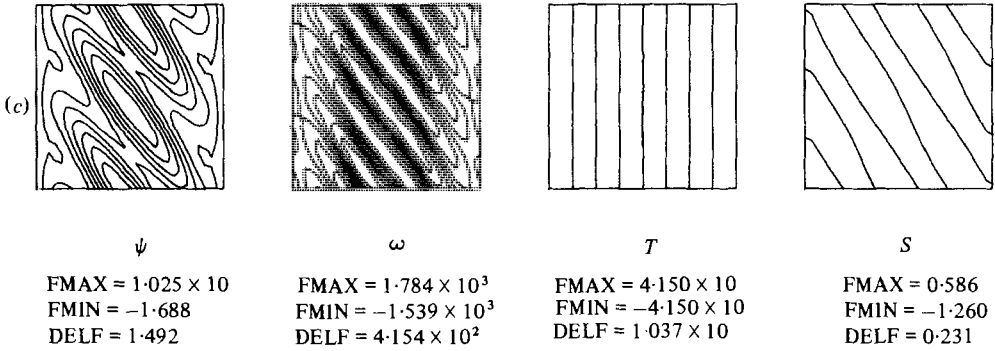 (c)
ψ ω T S
FMAX = 1·025 × 10 FMAX = 1·784 × 10³ FMAX = 4·150 × 10 FMAX = 0·586
FMIN = −1·688 FMIN = −1·539 × 10³ FMIN = −4·150 × 10 FMIN = −1·260
DELF = 1·492 DELF = 4·154 × 10² DELF = 1·037 × 10 DELF = 0·231